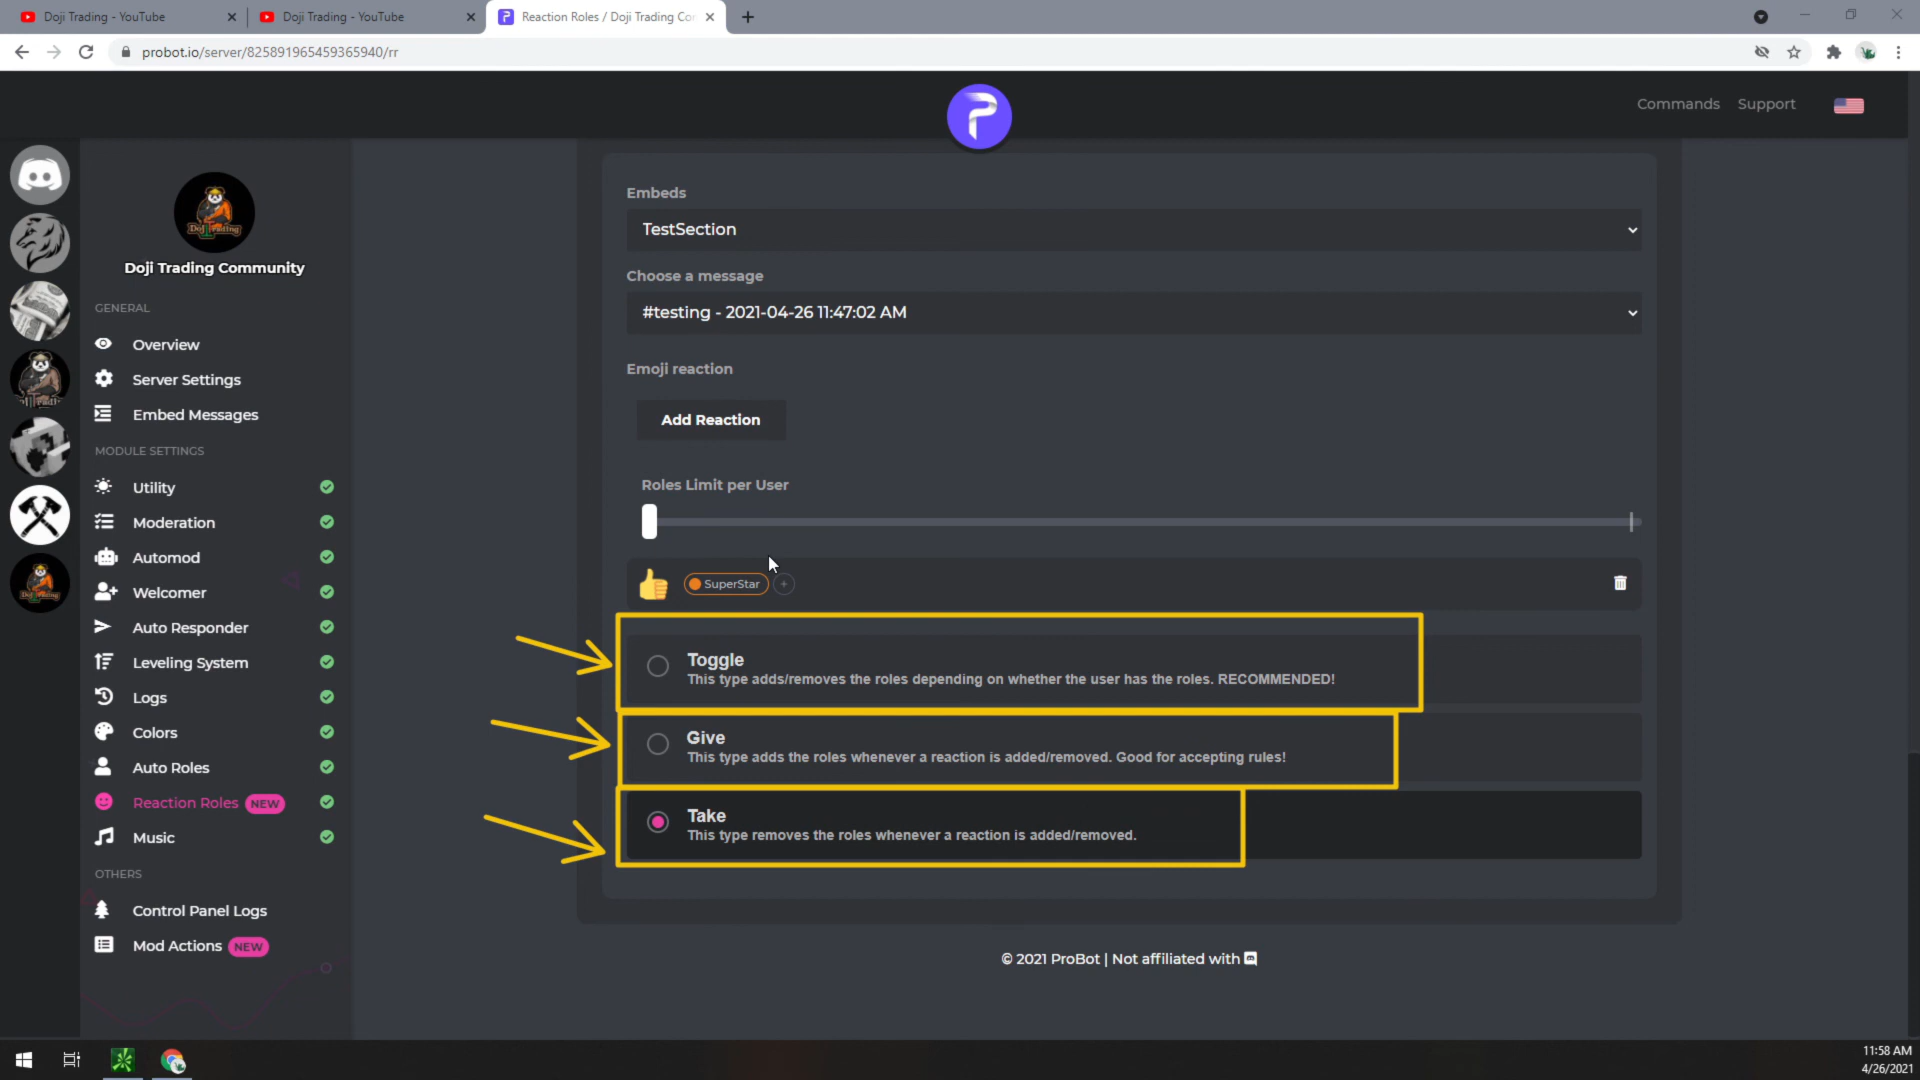 Doji Trading - YouTube
Doji Trading - YouTube
Reaction Roles / Doji Trading Co
probot.io/server/825891965459365940/rr
Commands
Support
Doji Trading Community
GENERAL
Overview
Server Settings
Embed Messages
MODULE SETTINGS
Utility
Moderation
Automod
Welcomer
Auto Responder
Leveling System
Logs
Colors
Auto Roles
Reaction Roles NEW
Music
OTHERS
Control Panel Logs
Mod Actions NEW
Embeds
TestSection
Choose a message
#testing - 2021-04-26 11:47:02 AM
Emoji reaction
Add Reaction
Roles Limit per User
SuperStar
+
Toggle
This type adds/removes the roles depending on whether the user has the roles. RECOMMENDED!
Give
This type adds the roles whenever a reaction is added/removed. Good for accepting rules!
Take
This type removes the roles whenever a reaction is added/removed.
© 2021 ProBot | Not affiliated with
11:58 AM
4/26/2021